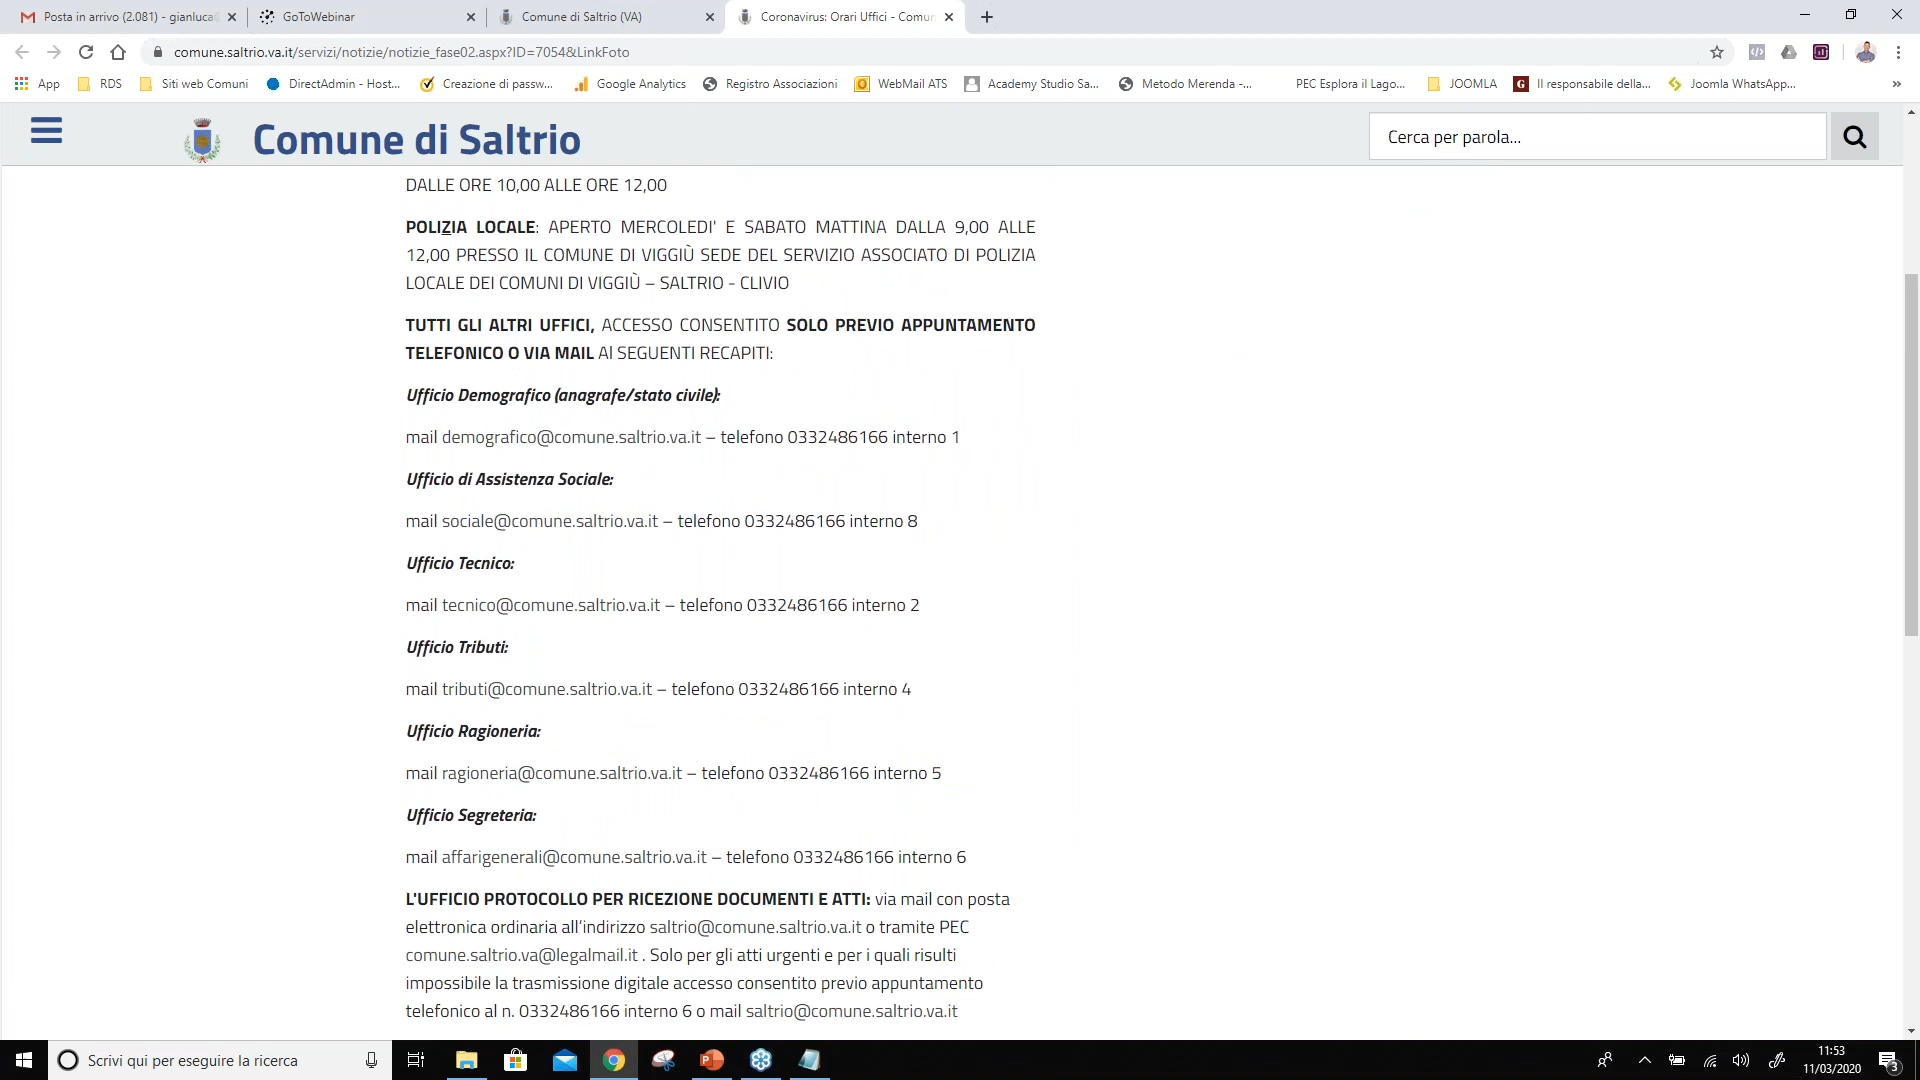 Posta in arrivo (2.081) - gianluca
GoToWebinar
Comune di Saltrio (VA)
Coronavirus: Orari Uffici - Comun
comune.saltrio.va.it/servizi/notizie/notizie_fase02.aspx?ID=7054&LinkFoto
App
RDS
Siti web Comuni
DirectAdmin - Host...
Creazione di passw...
Google Analytics
Registro Associazioni
WebMail ATS
Academy Studio Sa...
Metodo Merenda -...
PEC Esplora il Lago...
JOOMLA
Il responsabile della...
Joomla WhatsApp...
»
Comune di Saltrio
Cerca per parola...
DALLE ORE 10,00 ALLE ORE 12,00
POLIZIA LOCALE: APERTO MERCOLEDI' E SABATO MATTINA DALLA 9,00 ALLE
12,00 PRESSO IL COMUNE DI VIGGIÙ SEDE DEL SERVIZIO ASSOCIATO DI POLIZIA
LOCALE DEI COMUNI DI VIGGIÙ – SALTRIO - CLIVIO
TUTTI GLI ALTRI UFFICI, ACCESSO CONSENTITO SOLO PREVIO APPUNTAMENTO
TELEFONICO O VIA MAIL AI SEGUENTI RECAPITI:
Ufficio Demografico (anagrafe/stato civile):
mail demografico@comune.saltrio.va.it – telefono 0332486166 interno 1
Ufficio di Assistenza Sociale:
mail sociale@comune.saltrio.va.it – telefono 0332486166 interno 8
Ufficio Tecnico:
mail tecnico@comune.saltrio.va.it – telefono 0332486166 interno 2
Ufficio Tributi:
mail tributi@comune.saltrio.va.it – telefono 0332486166 interno 4
Ufficio Ragioneria:
mail ragioneria@comune.saltrio.va.it – telefono 0332486166 interno 5
Ufficio Segreteria:
mail affarigenerali@comune.saltrio.va.it – telefono 0332486166 interno 6
L'UFFICIO PROTOCOLLO PER RICEZIONE DOCUMENTI E ATTI: via mail con posta
elettronica ordinaria all’indirizzo saltrio@comune.saltrio.va.it o tramite PEC
comune.saltrio.va@legalmail.it . Solo per gli atti urgenti e per i quali risulti
impossibile la trasmissione digitale accesso consentito previo appuntamento
telefonico al n. 0332486166 interno 6 o mail saltrio@comune.saltrio.va.it
Scrivi qui per eseguire la ricerca
11:53
11/03/2020
3